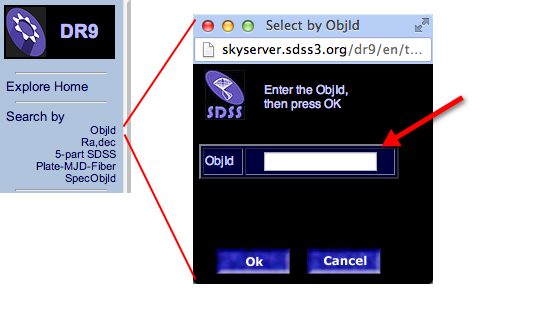 DR9
Explore Home
Search by
ObjId
Ra,dec
5-part SDSS
Plate-MJD-Fiber
SpecObjId
Select by ObjId
skyserver.sdss3.org/dr9/en/t...
SDSS
Enter the ObjId,
then press OK
ObjId
Ok
Cancel